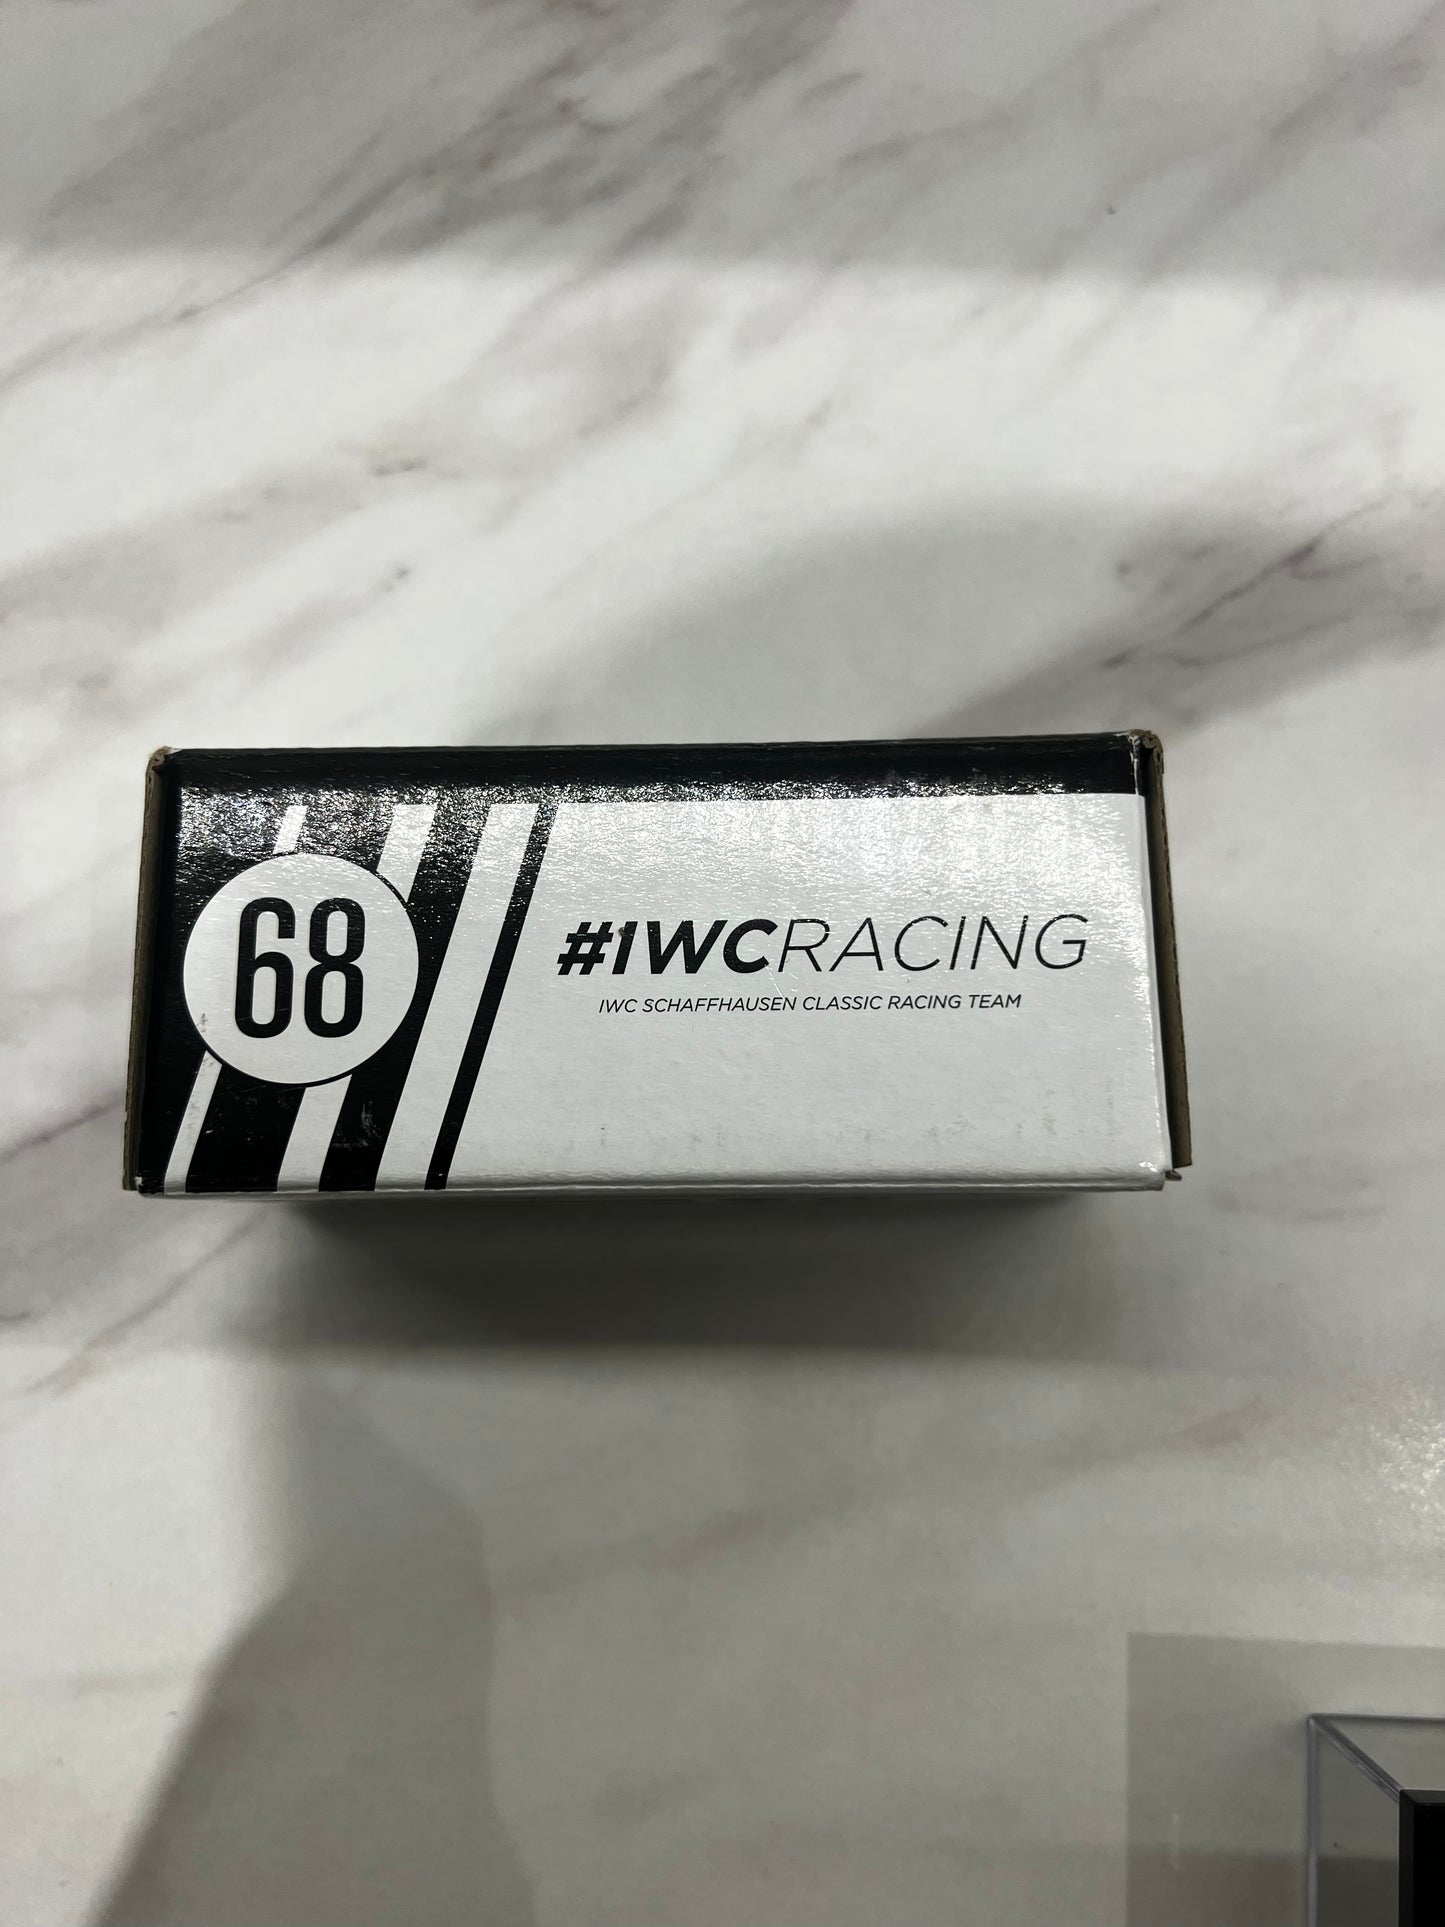 68
#IWCRACING
IWC SCHAFFHAUSEN CLASSIC RACING TEAM